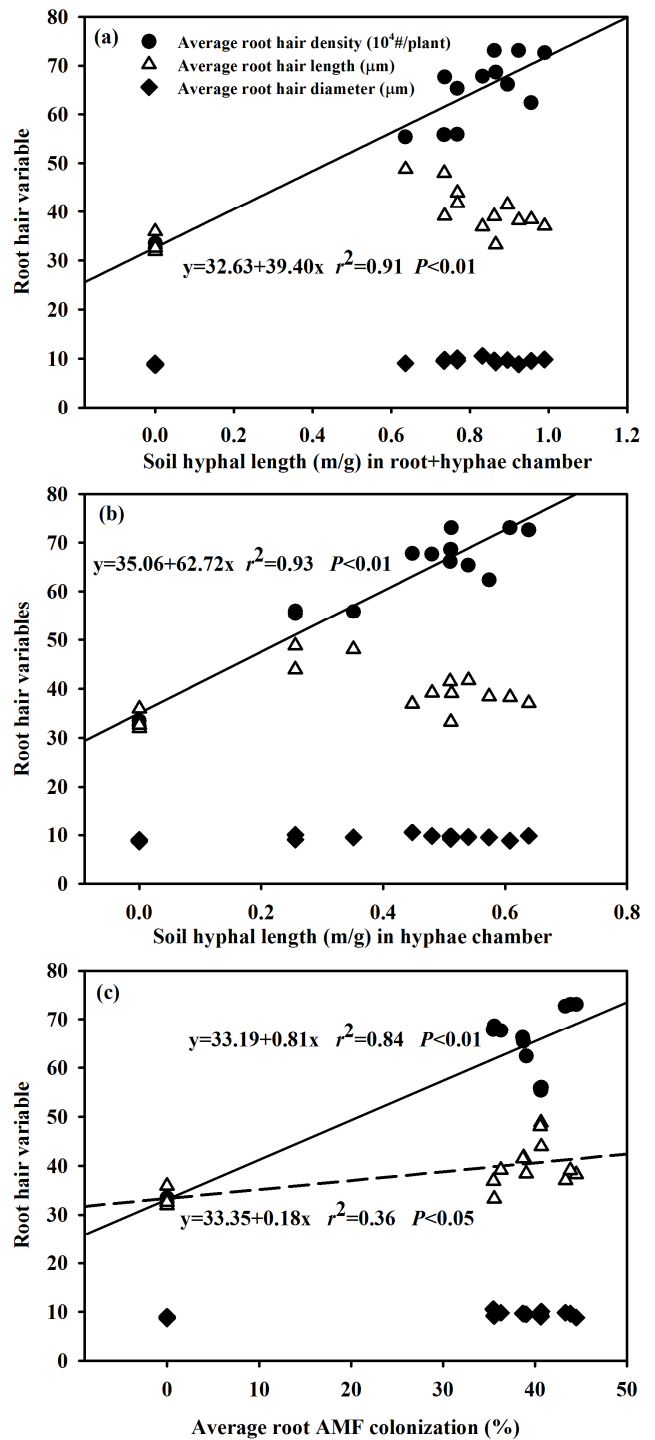 (a)
Average root hair density (10⁴#/plant)
Average root hair length (μm)
Average root hair diameter (μm)
80
70
60
50
40
30
20
10
0
Root hair variable
y=32.63+39.40x r²=0.91 P<0.01
0.0 0.2 0.4 0.6 0.8 1.0 1.2
Soil hyphal length (m/g) in root+hyphae chamber
(b)
80
70
60
50
40
30
20
10
0
Root hair variables
y=35.06+62.72x r²=0.93 P<0.01
0.0 0.2 0.4 0.6 0.8
Soil hyphal length (m/g) in hyphae chamber
(c)
80
70
60
50
40
30
20
10
0
Root hair variable
y=33.19+0.81x r²=0.84 P<0.01
y=33.35+0.18x r²=0.36 P<0.05
0 10 20 30 40 50
Average root AMF colonization (%)